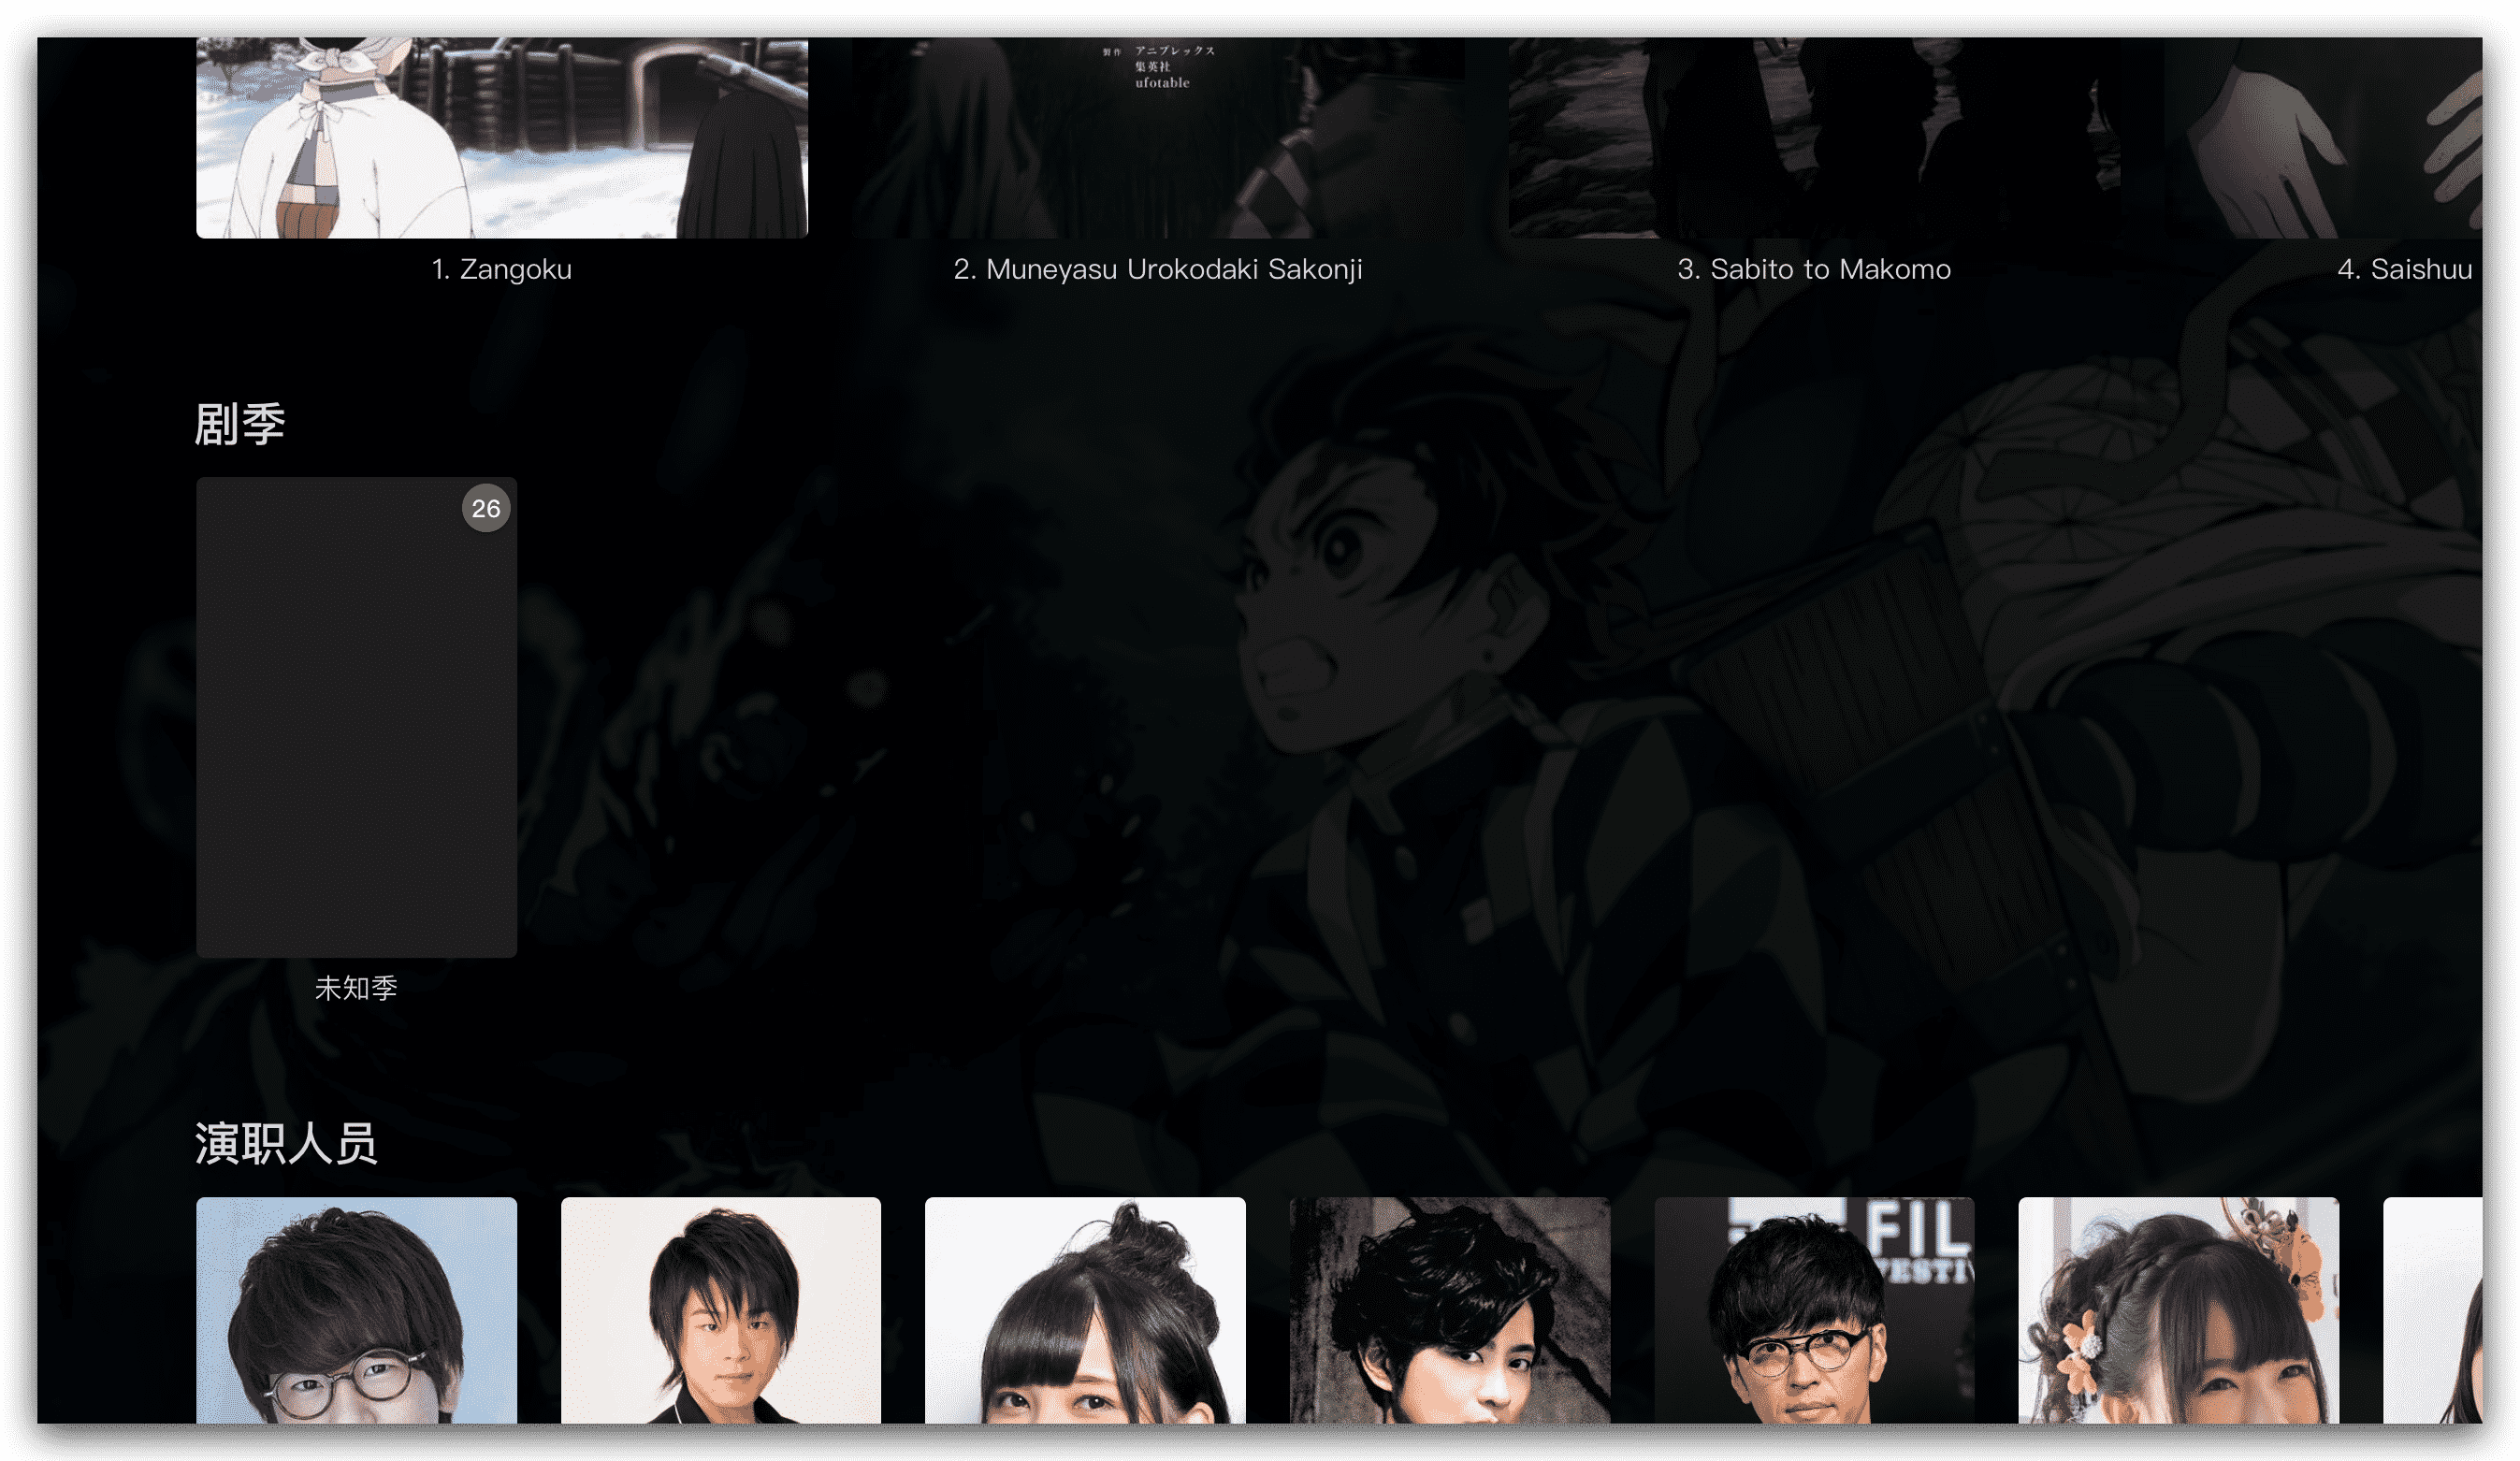 製作 アニプレックス
集英社
ufotable
1. Zangoku
2. Muneyasu Urokodaki Sakonji
3. Sabito to Makomo
4. Saishuu
剧季
26
未知季
演职人员
FIL
FESTIV